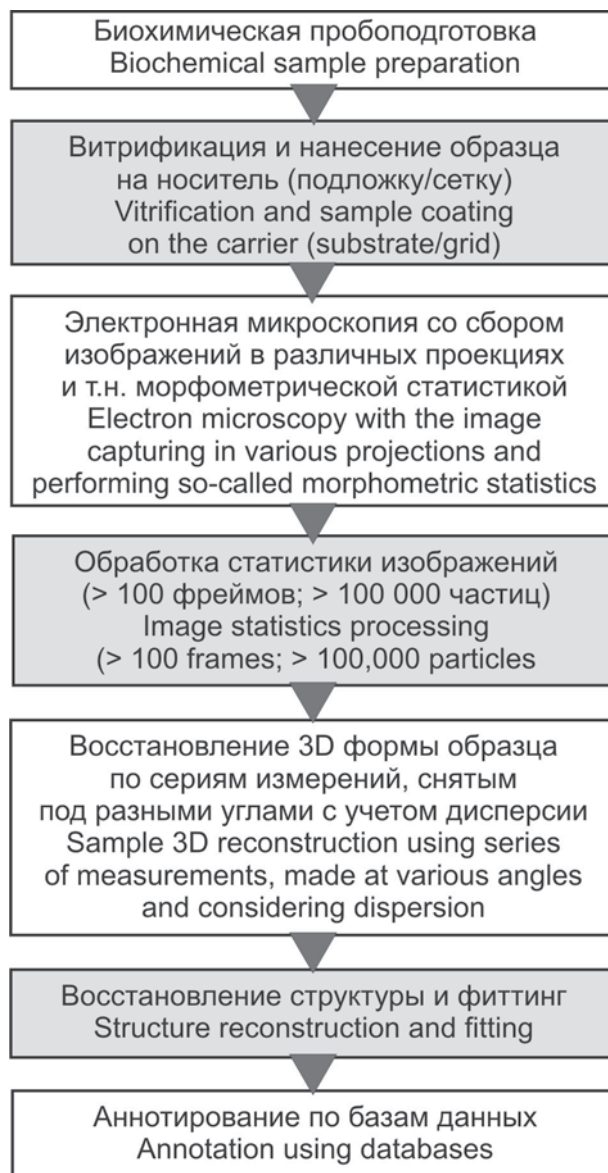 Биохимическая пробоподготовка
Biochemical sample preparation
Витрификация и нанесение образца
на носитель (подложку/сетку)
Vitrification and sample coating
on the carrier (substrate/grid)
Электронная микроскопия со сбором
изображений в различных проекциях
и т.н. морфометрической статистикой
Electron microscopy with the image
capturing in various projections and
performing so-called morphometric statistics
Обработка статистики изображений
(> 100 фреймов; > 100 000 частиц)
Image statistics processing
(> 100 frames; > 100,000 particles
Восстановление 3D формы образца
по сериям измерений, снятым
под разными углами с учетом дисперсии
Sample 3D reconstruction using series
of measurements, made at various angles
and considering dispersion
Восстановление структуры и фиттинг
Structure reconstruction and fitting
Аннотирование по базам данных
Annotation using databases